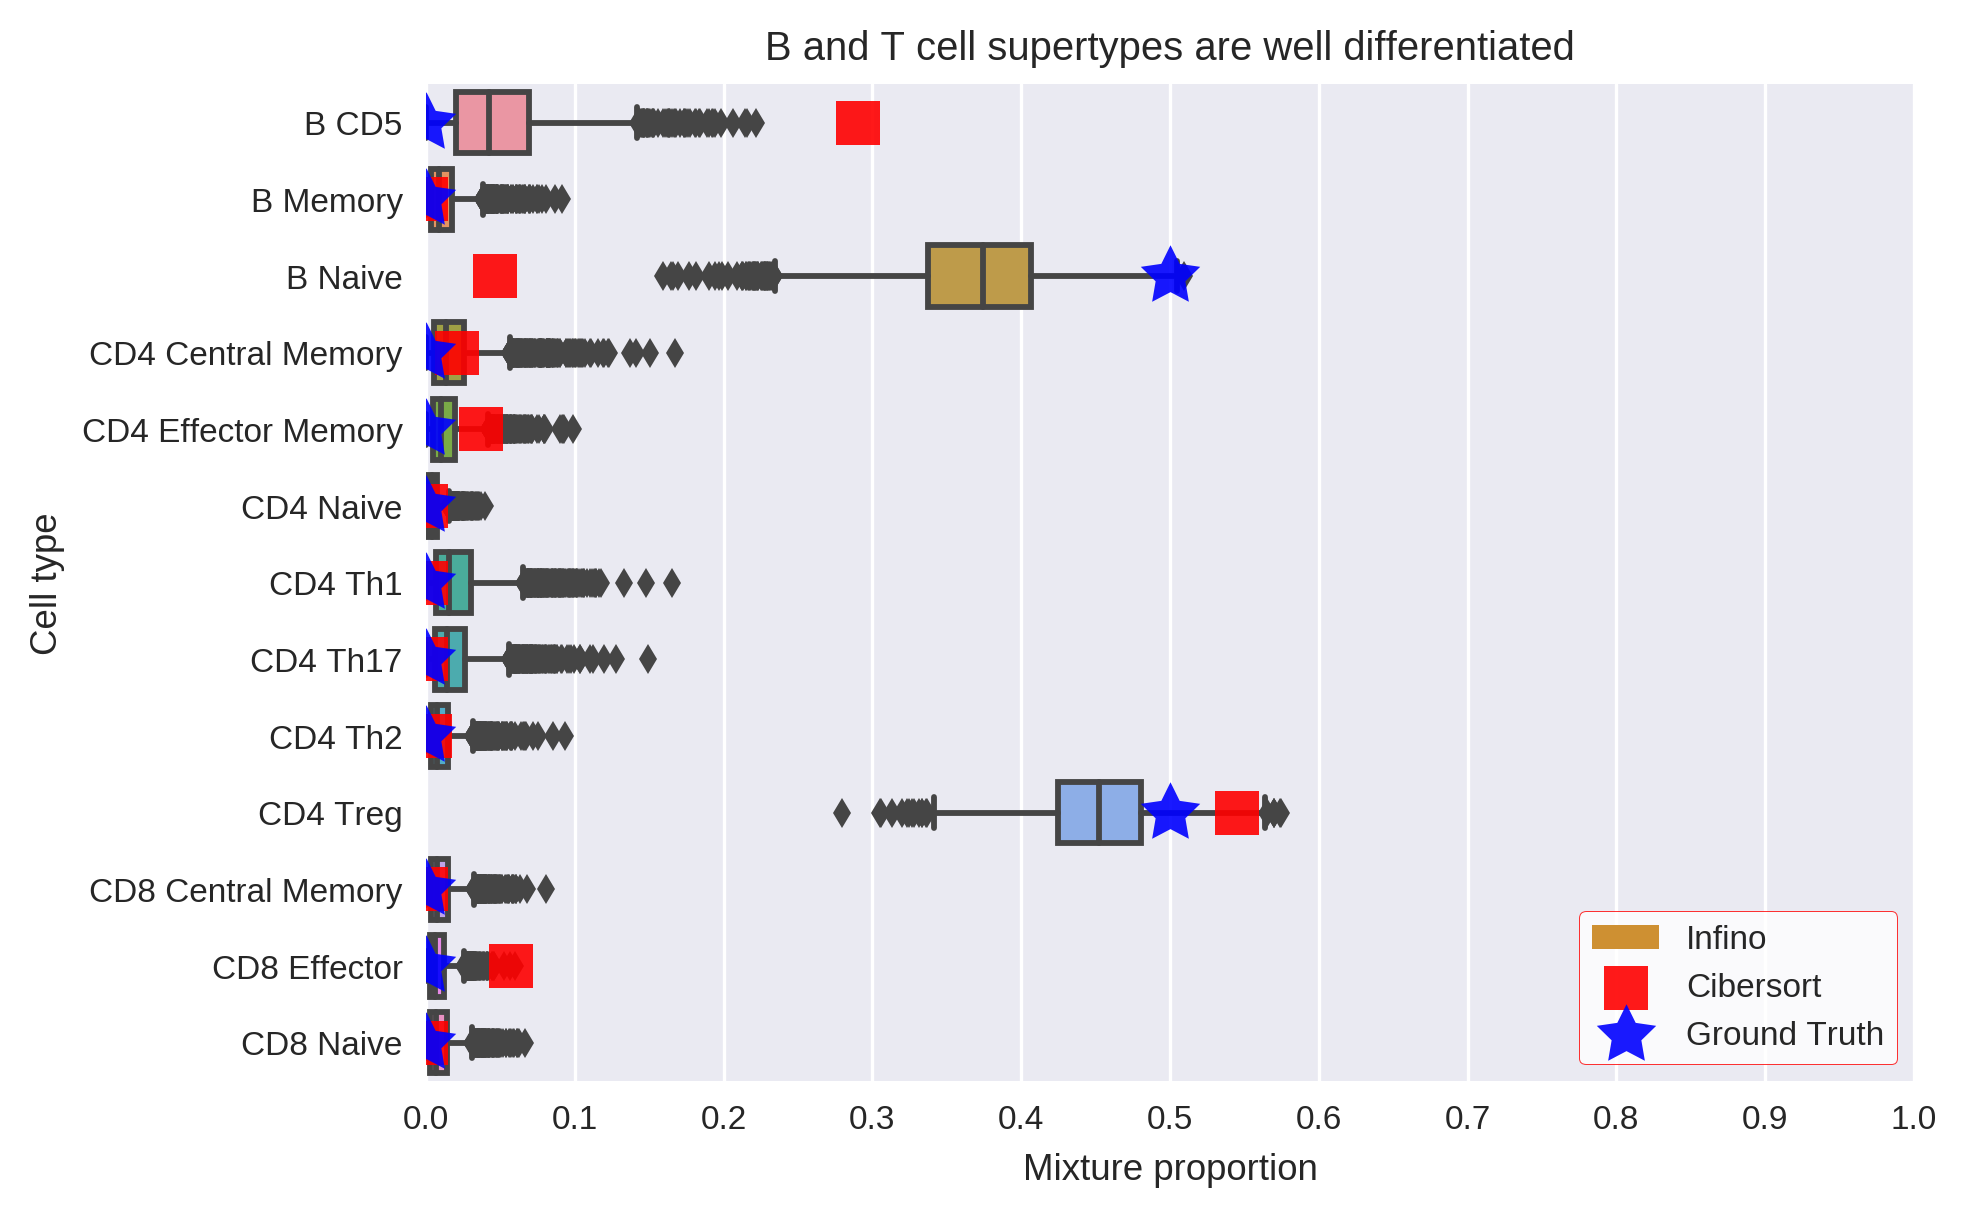 B and T cell supertypes are well differentiated
Cell type
B CD5
B Memory
B Naive
CD4 Central Memory
CD4 Effector Memory
CD4 Naive
CD4 Th1
CD4 Th17
CD4 Th2
CD4 Treg
CD8 Central Memory
CD8 Effector
CD8 Naive
Infino
Cibersort
Ground Truth
0.0 0.1 0.2 0.3 0.4 0.5 0.6 0.7 0.8 0.9 1.0
Mixture proportion